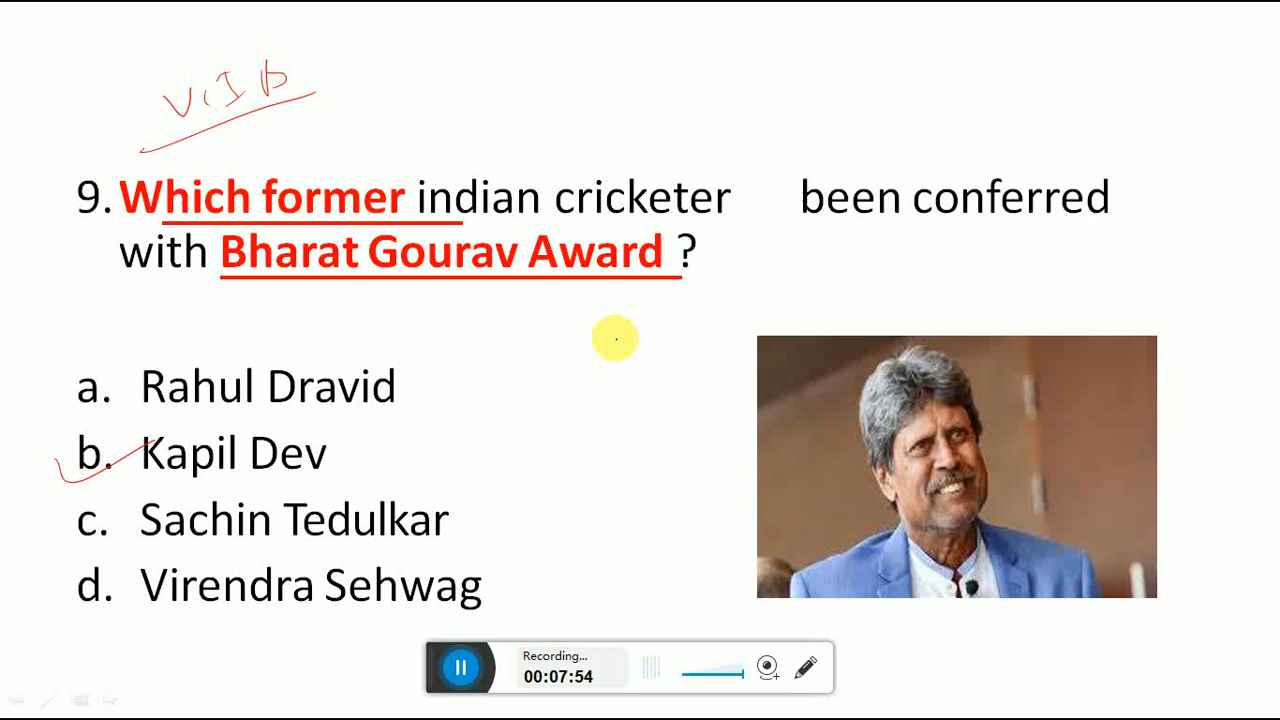 9. Which former indian cricketer been conferred
with Bharat Gourav Award ?
a. Rahul Dravid
b. Kapil Dev
c. Sachin Tedulkar
d. Virendra Sehwag
Recording...
00:07:54